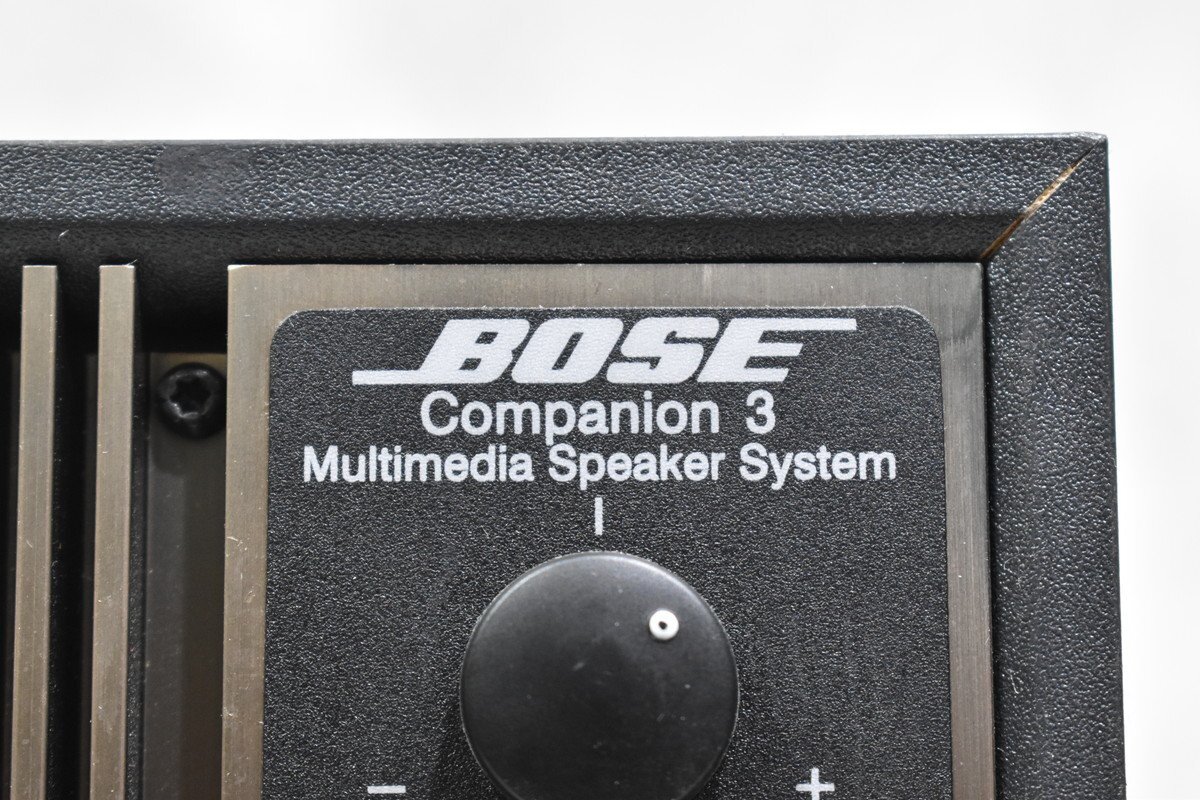 BOSE
Companion 3
Multimedia Speaker System
− +